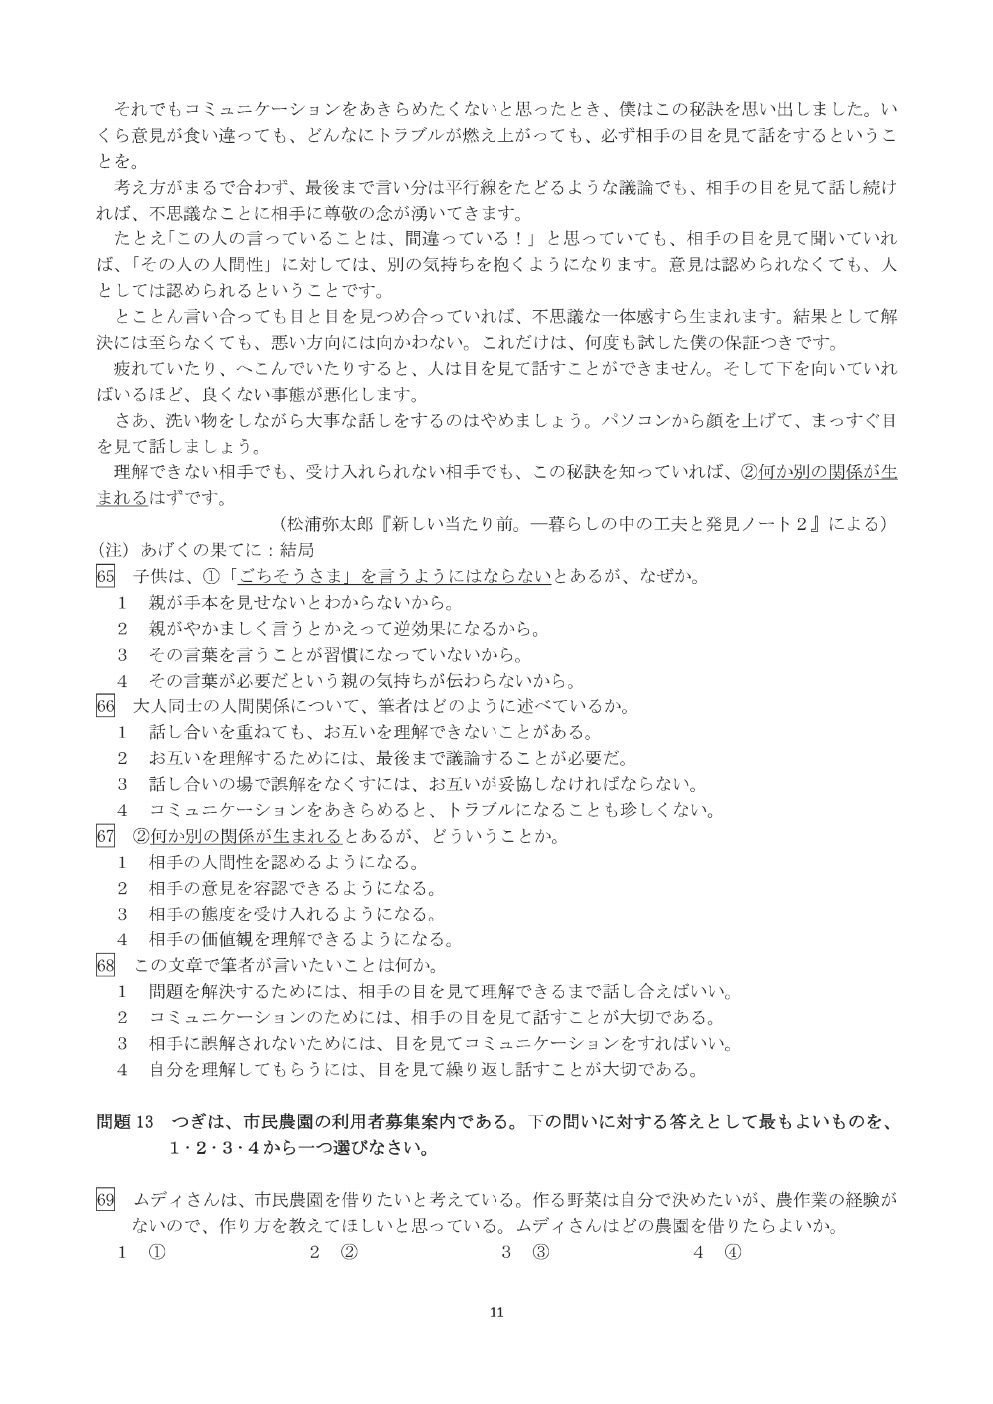 それでもコミュニケーションをあきらめたくないと思ったとき、僕はこの秘訣を思い出しました。い
くら意見が食い違っても、どんなにトラブルが燃え上がっても、必ず相手の目を見て話をするというこ
とを。
考え方がまるで合わず、最後まで言い分は平行線をたどるような議論でも、相手の目を見て話し続け
れば、不思議なことに相手に尊敬の念が湧いてきます。
たとえ「この人の言っていることは、間違っている！」と思っていても、相手の目を見て聞いていれ
ば、「その人の人間性」に対しては、別の気持ちを抱くようになります。意見は認められなくても、人
としては認められるということです。
とことん言い合っても目と目を見つめ合っていれば、不思議な一体感すら生まれます。結果として解
決には至らなくても、悪い方向には向かわない。これだけは、何度も試した僕の保証つきです。
疲れていたり、へこんでいたりすると、人は目を見て話すことができません。そして下を向いていれ
ばいるほど、良くない事態が悪化します。
さあ、洗い物をしながら大事な話しをするのはやめましょう。パソコンから顔を上げて、まっすぐ目
を見て話しましょう。
理解できない相手でも、受け入れられない相手でも、この秘訣を知っていれば、②何か別の関係が生
まれるはずです。
（松浦弥太郎『新しい当たり前。―暮らしの中の工夫と発見ノート２』による）
（注）あげくの果てに：結局
65 子供は、①「ごちそうさま」を言うようにはならないとあるが、なぜか。
1 親が手本を見せないとわからないから。
2 親がやかましく言うとかえって逆効果になるから。
3 その言葉を言うことが習慣になっていないから。
4 その言葉が必要だという親の気持ちが伝わらないから。
66 大人同士の人間関係について、筆者はどのように述べているか。
1 話し合いを重ねても、お互いを理解できないことがある。
2 お互いを理解するためには、最後まで議論することが必要だ。
3 話し合いの場で誤解をなくすには、お互いが妥協しなければならない。
4 コミュニケーションをあきらめると、トラブルになることも珍しくない。
67 ②何か別の関係が生まれるとあるが、どういうことか。
1 相手の人間性を認めるようになる。
2 相手の意見を容認できるようになる。
3 相手の態度を受け入れるようになる。
4 相手の価値観を理解できるようになる。
68 この文章で筆者が言いたいことは何か。
1 問題を解決するためには、相手の目を見て理解できるまで話し合えばいい。
2 コミュニケーションのためには、相手の目を見て話すことが大切である。
3 相手に誤解されないためには、目を見てコミュニケーションをすればいい。
4 自分を理解してもらうには、目を見て繰り返し話すことが大切である。
問題 13 つぎは、市民農園の利用者募集案内である。下の問いに対する答えとして最もよいものを、
1・2・3・4から一つ選びなさい。
69 ムディさんは、市民農園を借りたいと考えている。作る野菜は自分で決めたいが、農作業の経験が
ないので、作り方を教えてほしいと思っている。ムディさんはどの農園を借りたらよいか。
1 ① 2 ② 3 ③ 4 ④
11